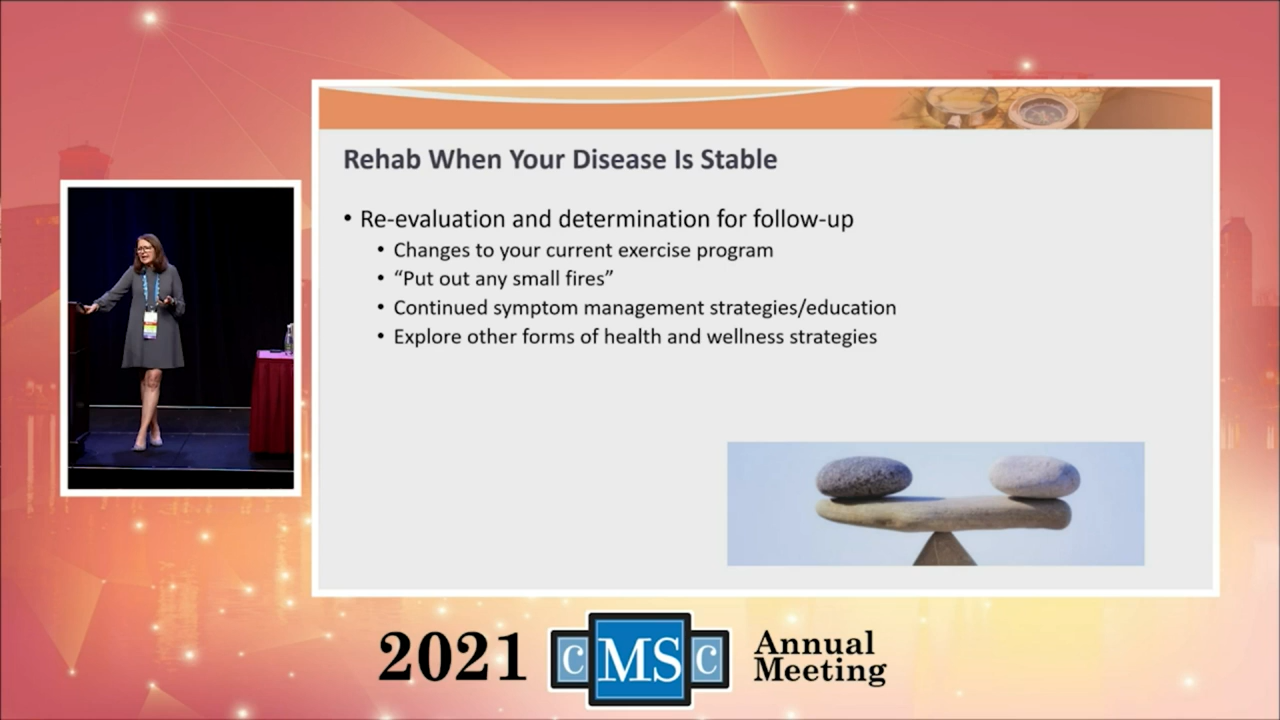 Rehab When Your Disease Is Stable
• Re-evaluation and determination for follow-up
• Changes to your current exercise program
• “Put out any small fires”
• Continued symptom management strategies/education
• Explore other forms of health and wellness strategies
2021 CMSC Annual
Meeting